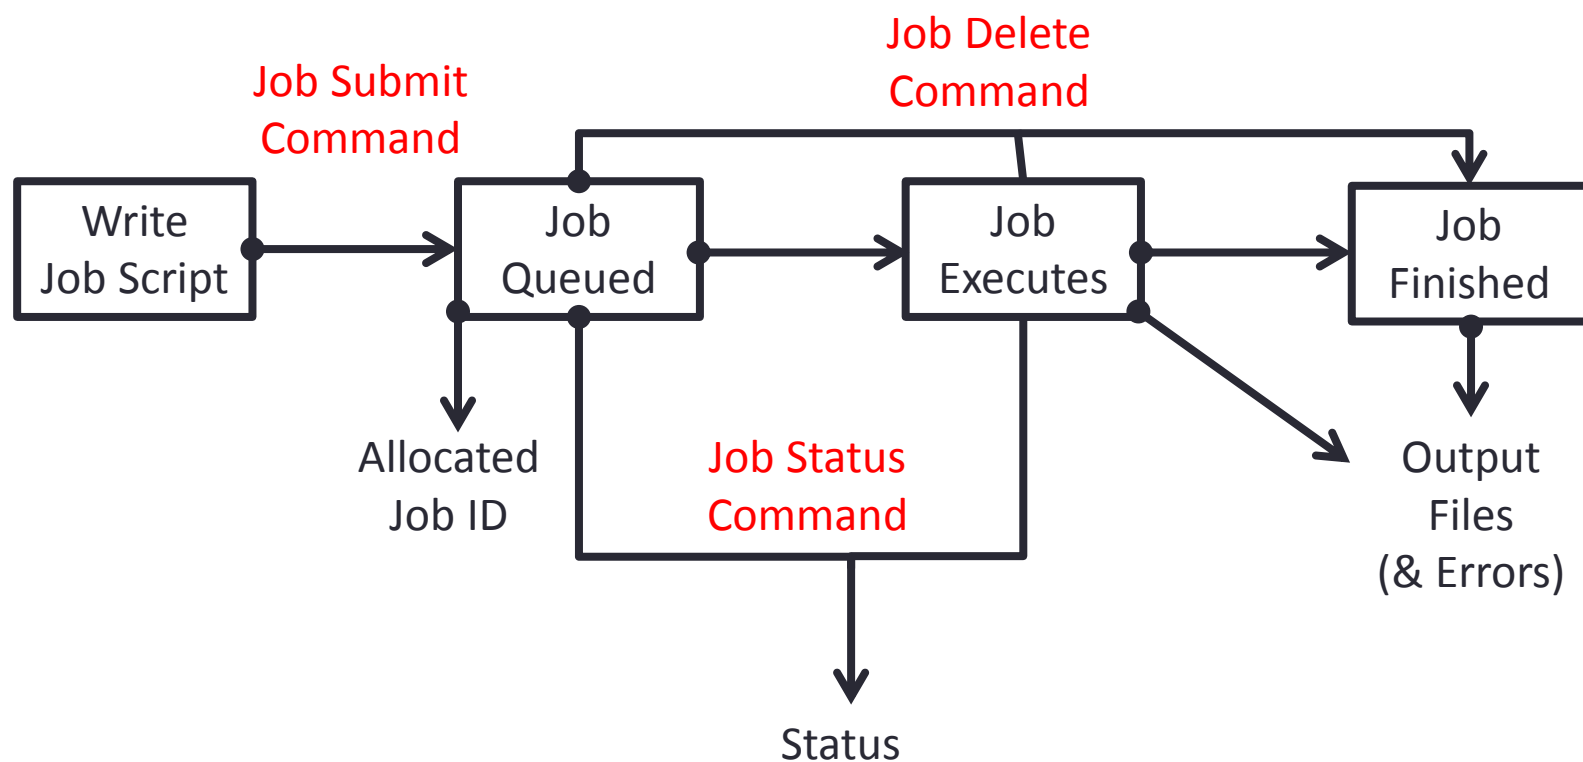 Job Delete
Command
Job Submit
Command
Write
Job Script
Job
Queued
Job
Executes
Job
Finished
Allocated
Job ID
Job Status
Command
Output
Files
(& Errors)
Status